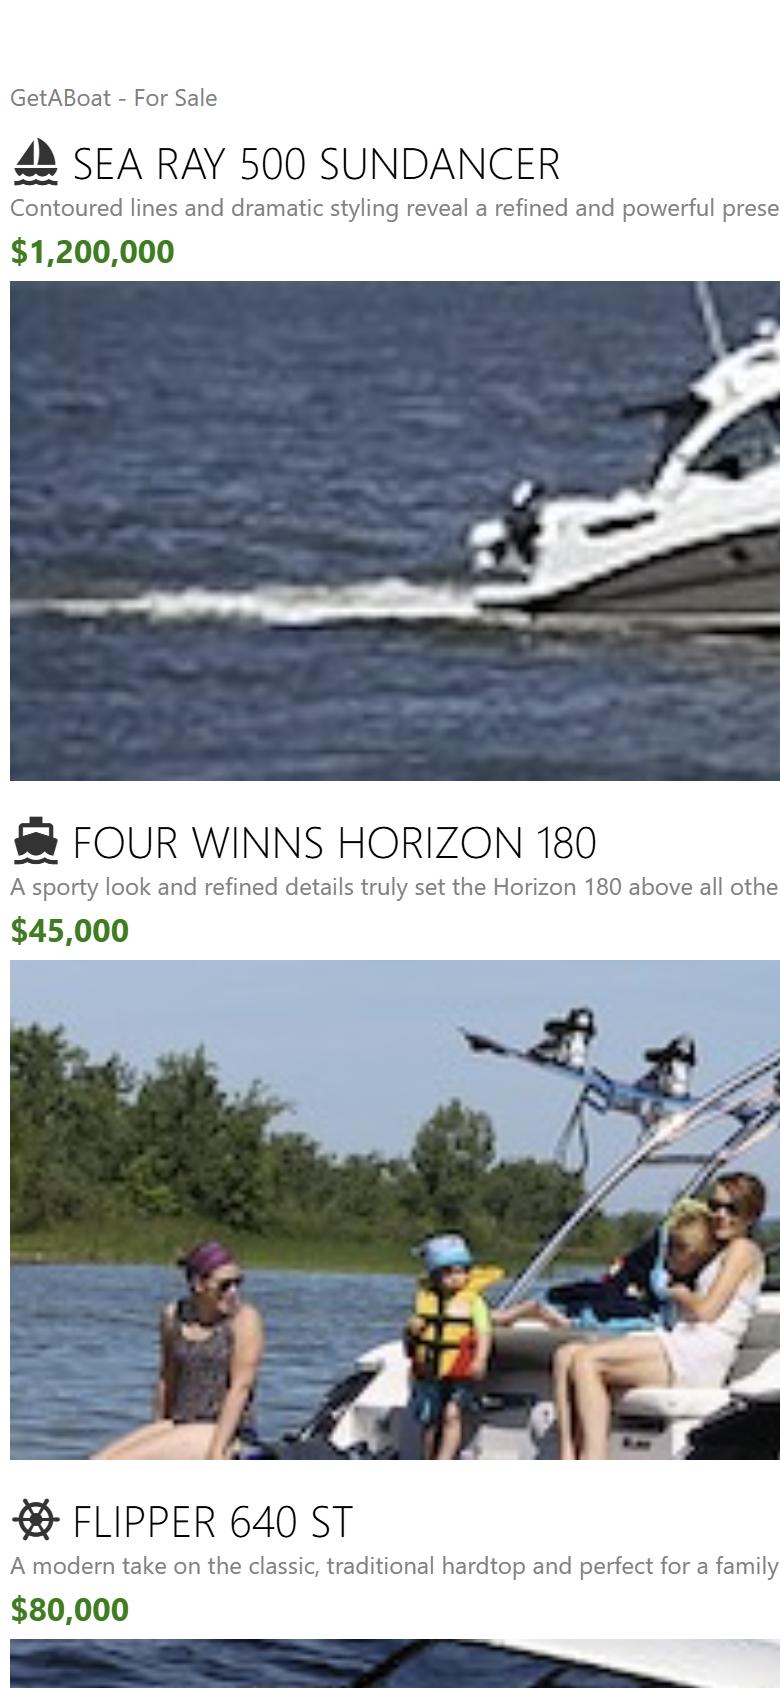 GetABoat - For Sale
SEA RAY 500 SUNDANCER
Contoured lines and dramatic styling reveal a refined and powerful prese
$1,200,000
FOUR WINNS HORIZON 180
A sporty look and refined details truly set the Horizon 180 above all othe
$45,000
FLIPPER 640 ST
A modern take on the classic, traditional hardtop and perfect for a family
$80,000